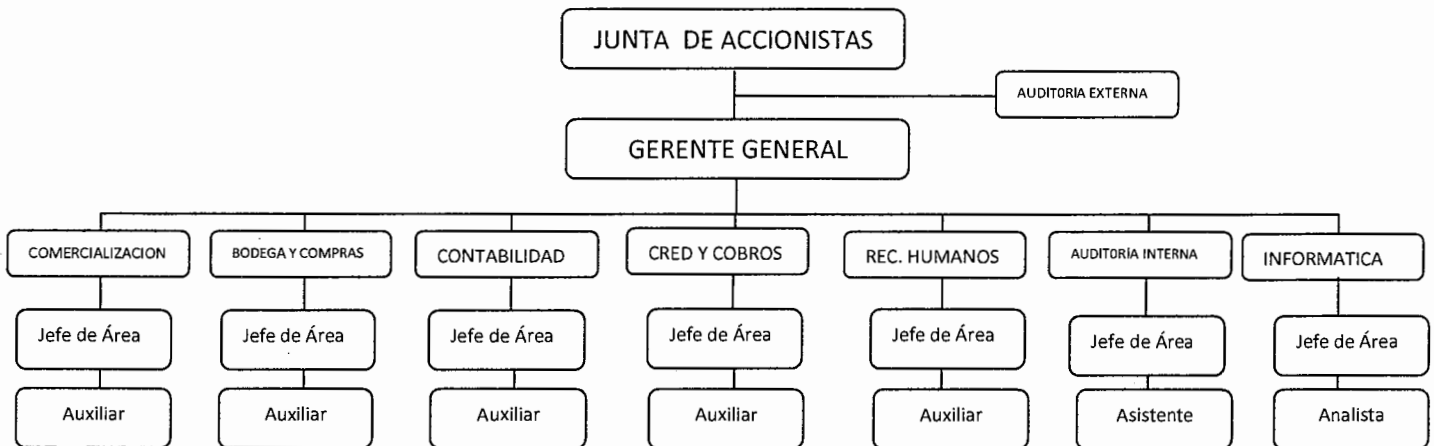 JUNTA DE ACCIONISTAS
AUDITORIA EXTERNA
GERENTE GENERAL
COMERCIALIZACION
BODEGA Y COMPRAS
CONTABILIDAD
CRED Y COBROS
REC. HUMANOS
AUDITORÍA INTERNA
INFORMATICA
Jefe de Área
Jefe de Área
Jefe de Área
Jefe de Área
Jefe de Área
Jefe de Área
Jefe de Área
Auxiliar
Auxiliar
Auxiliar
Auxiliar
Auxiliar
Asistente
Analista